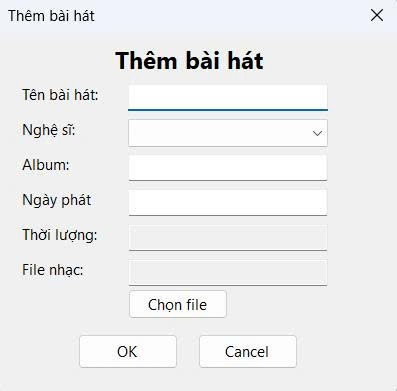 Thêm bài hát
Thêm bài hát
Tên bài hát:
Nghệ sĩ:
Album:
Ngày phát
Thời lượng:
File nhạc:
Chọn file
OK Cancel